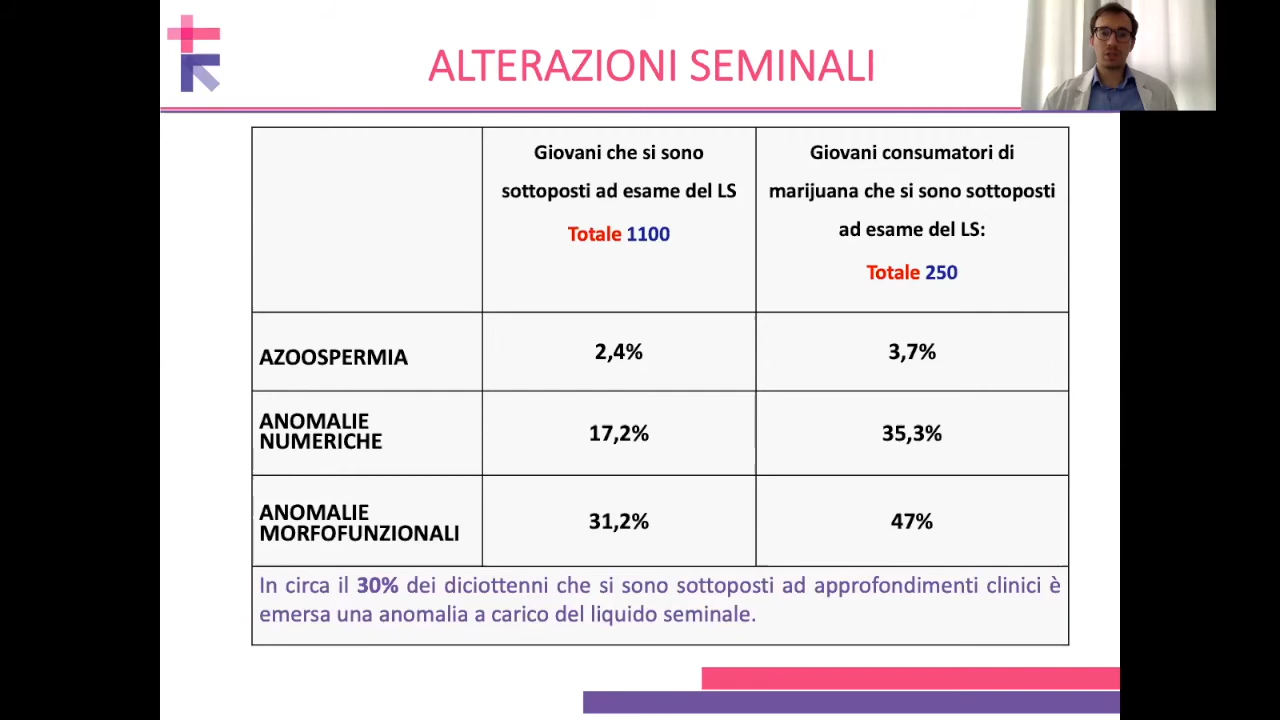 ALTERAZIONI SEMINALI
Giovani che si sono
sottoposti ad esame del LS
Totale 1100
Giovani consumatori di
marijuana che si sono sottoposti
ad esame del LS:
Totale 250
AZOOSPERMIA
2,4%
3,7%
ANOMALIE
NUMERICHE
17,2%
35,3%
ANOMALIE
MORFOFUNZIONALI
31,2%
47%
In circa il 30% dei diciottenni che si sono sottoposti ad approfondimenti clinici è
emersa una anomalia a carico del liquido seminale.